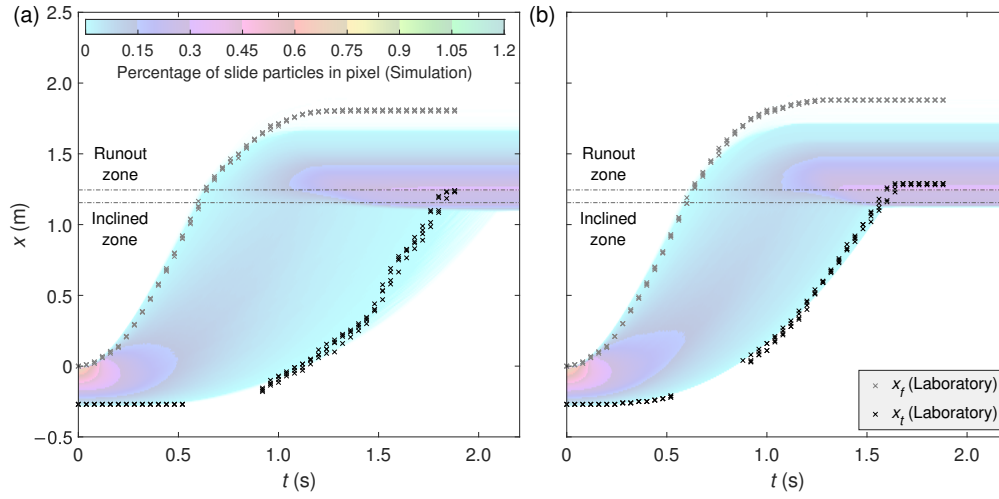 (a)
(b)
2.5
2.0
1.5
1.0
0.5
0
−0.5
x (m)
0 0.15 0.3 0.45 0.6 0.75 0.9 1.05 1.2
Percentage of slide particles in pixel (Simulation)
Runout
zone
Inclined
zone
0 0.5 1.0 1.5 2.0
t (s)
Runout
zone
Inclined
zone
x_f (Laboratory)
x_t (Laboratory)
0 0.5 1.0 1.5 2.0
t (s)